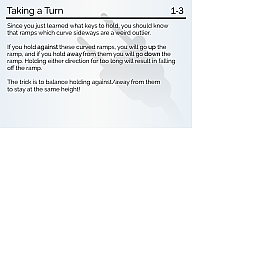 Taking a Turn 1-3
Since you just learned what keys to hold, you should know
that ramps which curve sideways are a weird outlier.
If you hold against these curved ramps, you will go up the
ramp, and if you hold away from them you will go down the
ramp. Holding either direction for too long will result in falling
off the ramp.
The trick is to balance holding against/away from them
to stay at the same height!